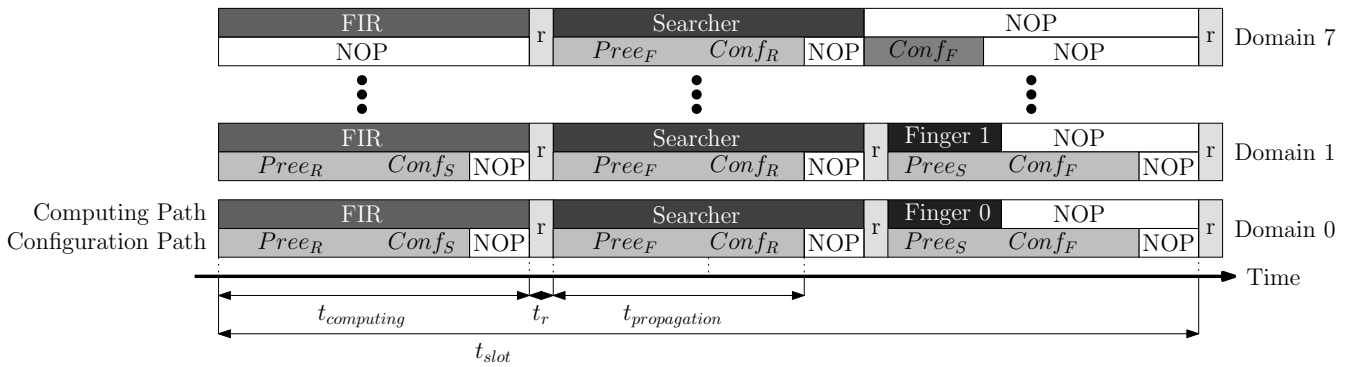 FIR r Searcher NOP r Domain 7
NOP Pree_F Conf_R NOP Conf_F NOP
FIR r Searcher r Finger 1 NOP r Domain 1
Pree_R Conf_S NOP Pree_F Conf_R NOP Pree_S Conf_F NOP
Computing Path FIR r Searcher r Finger 0 NOP r Domain 0
Configuration Path Pree_R Conf_S NOP Pree_F Conf_R NOP Pree_S Conf_F NOP
Time
t_computing t_r t_propagation
t_slot